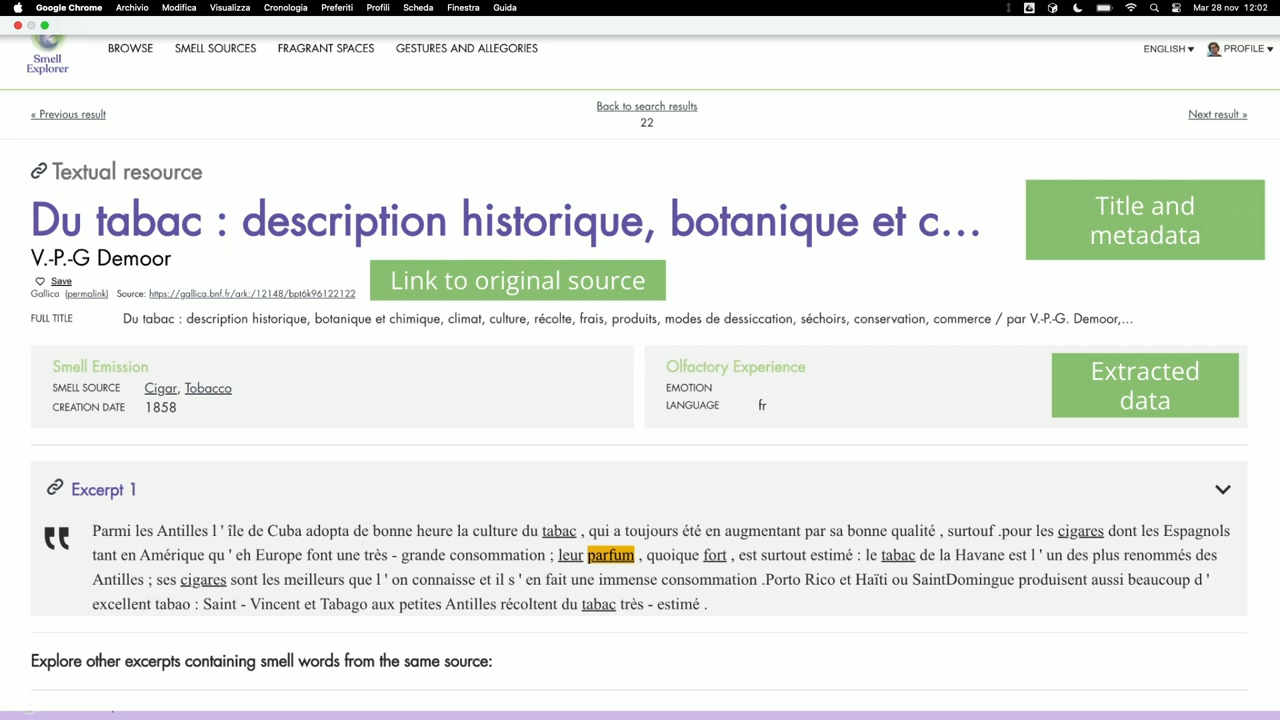 Google Chrome Archivio Modifica Visualizza Cronologia Preferiti Profili Scheda Finestra Guida Mar 28 nov 12:02
Smell
Explorer
BROWSE SMELL SOURCES FRAGRANT SPACES GESTURES AND ALLEGORIES ENGLISH PROFILE
« Previous result
Back to search results
22
Next result »
Textual resource
Du tabac : description historique, botanique et c...
Title and
metadata
V.-P.-G Demoor
Save
Gallica (permalink) Source: https://gallica.bnf.fr/ark:/12148/bpt6k96122122
Link to original source
FULL TITLE Du tabac : description historique, botanique et chimique, climat, culture, récolte, frais, produits, modes de dessiccation, séchoirs, conservation, commerce / par V.-P.-G. Demoor,...
Smell Emission
SMELL SOURCE Cigar, Tobacco
CREATION DATE 1858
Olfactory Experience
EMOTION
LANGUAGE fr
Extracted
data
Excerpt 1
Parmi les Antilles l ' île de Cuba adopta de bonne heure la culture du tabac , qui a toujours été en augmentant par sa bonne qualité , surtouf .pour les cigares dont les Espagnols
tant en Amérique qu ' eh Europe font une très - grande consommation ; leur parfum , quoique fort , est surtout estimé : le tabac de la Havane est l ' un des plus renommés des
Antilles ; ses cigares sont les meilleurs que l ' on connaisse et il s ' en fait une immense consommation .Porto Rico et Haïti ou SaintDomingue produisent aussi beaucoup d '
excellent tabao : Saint - Vincent et Tabago aux petites Antilles récoltent du tabac très - estimé .
Explore other excerpts containing smell words from the same source: